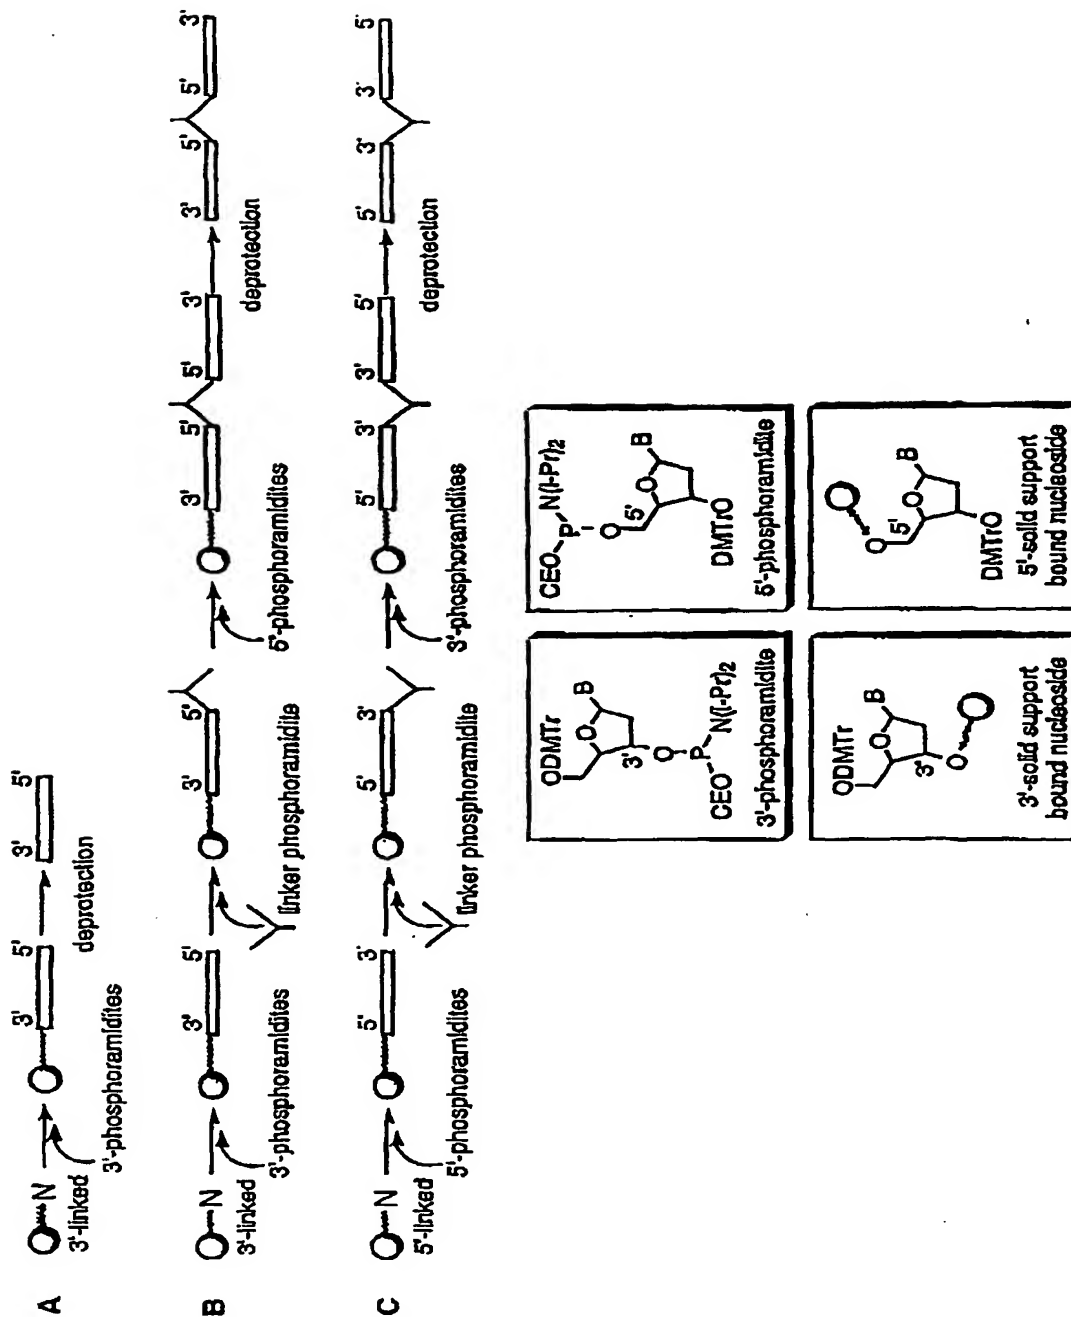 A
N
3'-linked
3'-phosphoramidites
3' 5'
deprotection
3' 5'
B
N
3'-linked
3'-phosphoramidites
3' 5'
linker phosphoramidite
3' 5'
5'-phosphoramidites
3' 5' 5' 3'
deprotection
3' 5' 5' 3'
C
N
5'-linked
5'-phosphoramidites
5' 3'
linker phosphoramidite
5' 3'
3'-phosphoramidites
5' 3' 3' 5'
deprotection
5' 3' 3' 5'
ODMTr
O
B
3'
O
P
CEO
N(i-Pr)2
3'-phosphoramidite
CEO
P
N(i-Pr)2
O
5'
O
B
DMTrO
5'-phosphoramidite
ODMTr
O
B
3'
O
3'-solid support
bound nucleoside
O
5'
O
B
DMTrO
5'-solid support
bound nucleoside